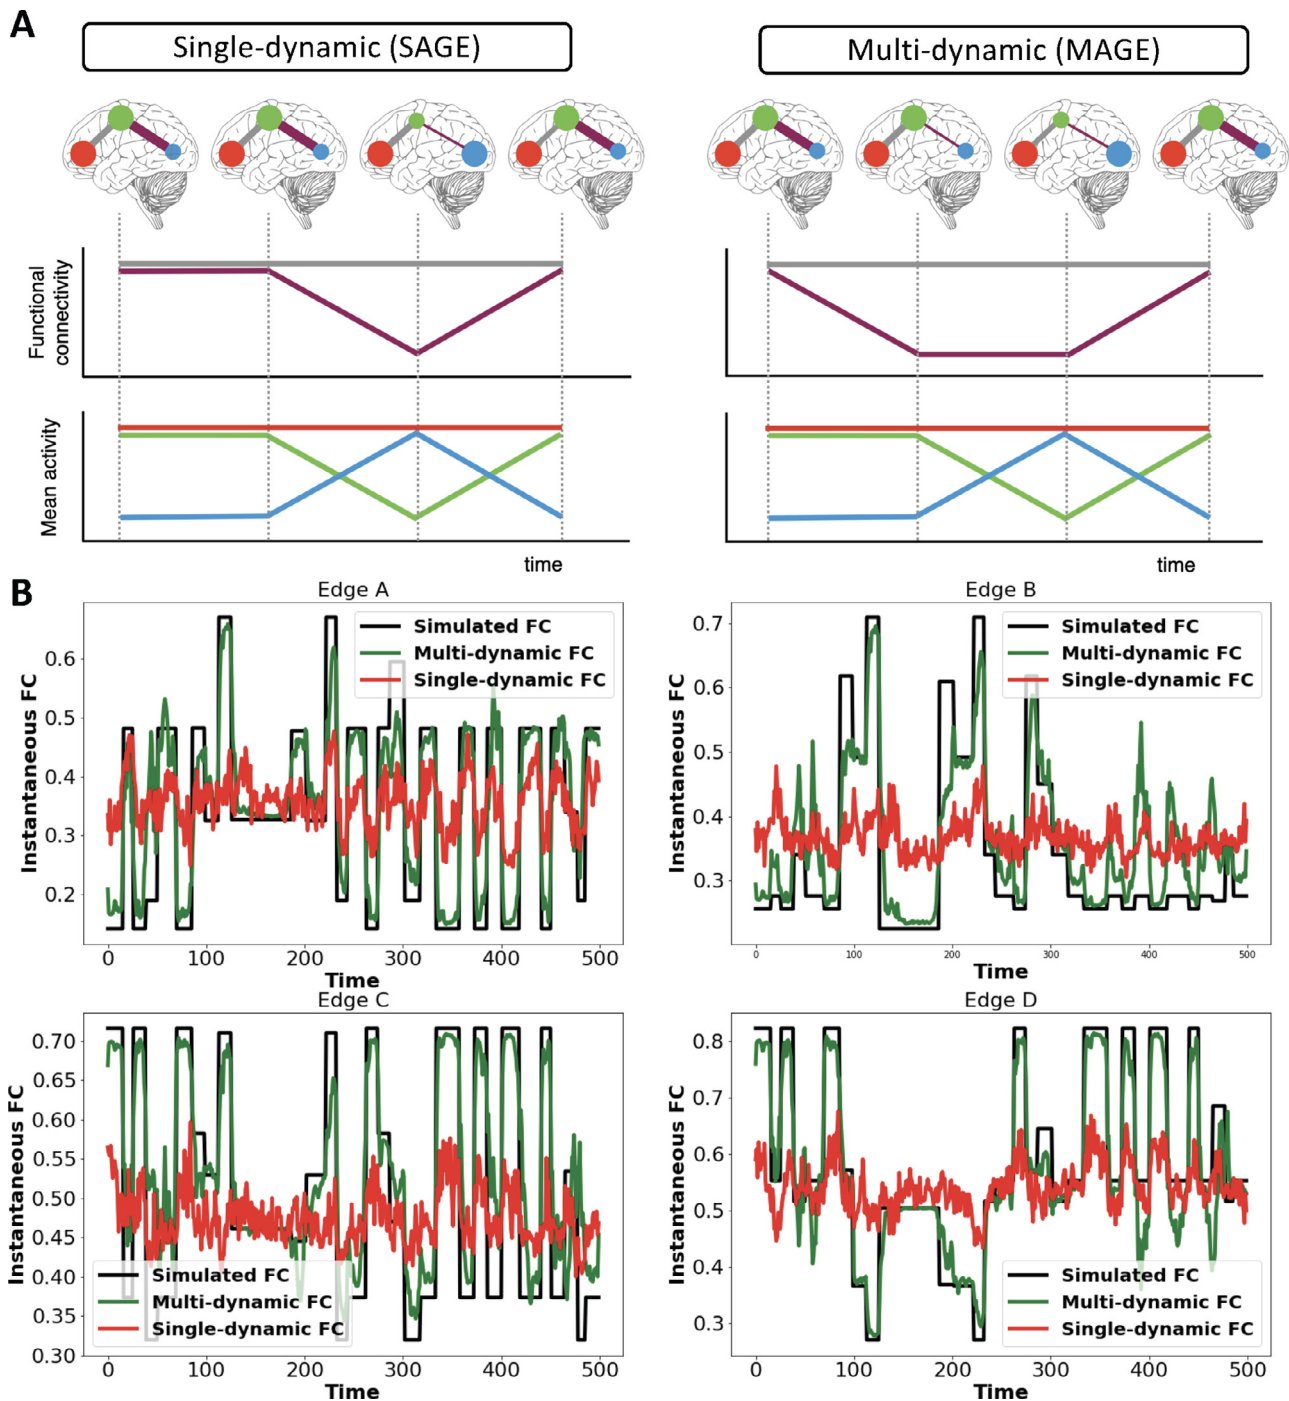 A
Single-dynamic (SAGE)
Multi-dynamic (MAGE)
Functional
connectivity
Mean activity
time
time
B
Edge A
Instantaneous FC
0.6
0.5
0.4
0.3
0.2
Simulated FC
Multi-dynamic FC
Single-dynamic FC
0 100 200 300 400 500
Time
Edge B
Instantaneous FC
0.7
0.6
0.5
0.4
0.3
Simulated FC
Multi-dynamic FC
Single-dynamic FC
0 100 200 300 400 500
Time
Edge C
Instantaneous FC
0.70
0.65
0.60
0.55
0.50
0.45
0.40
0.35
0.30
Simulated FC
Multi-dynamic FC
Single-dynamic FC
0 100 200 300 400 500
Time
Edge D
Instantaneous FC
0.8
0.7
0.6
0.5
0.4
0.3
Simulated FC
Multi-dynamic FC
Single-dynamic FC
0 100 200 300 400 500
Time